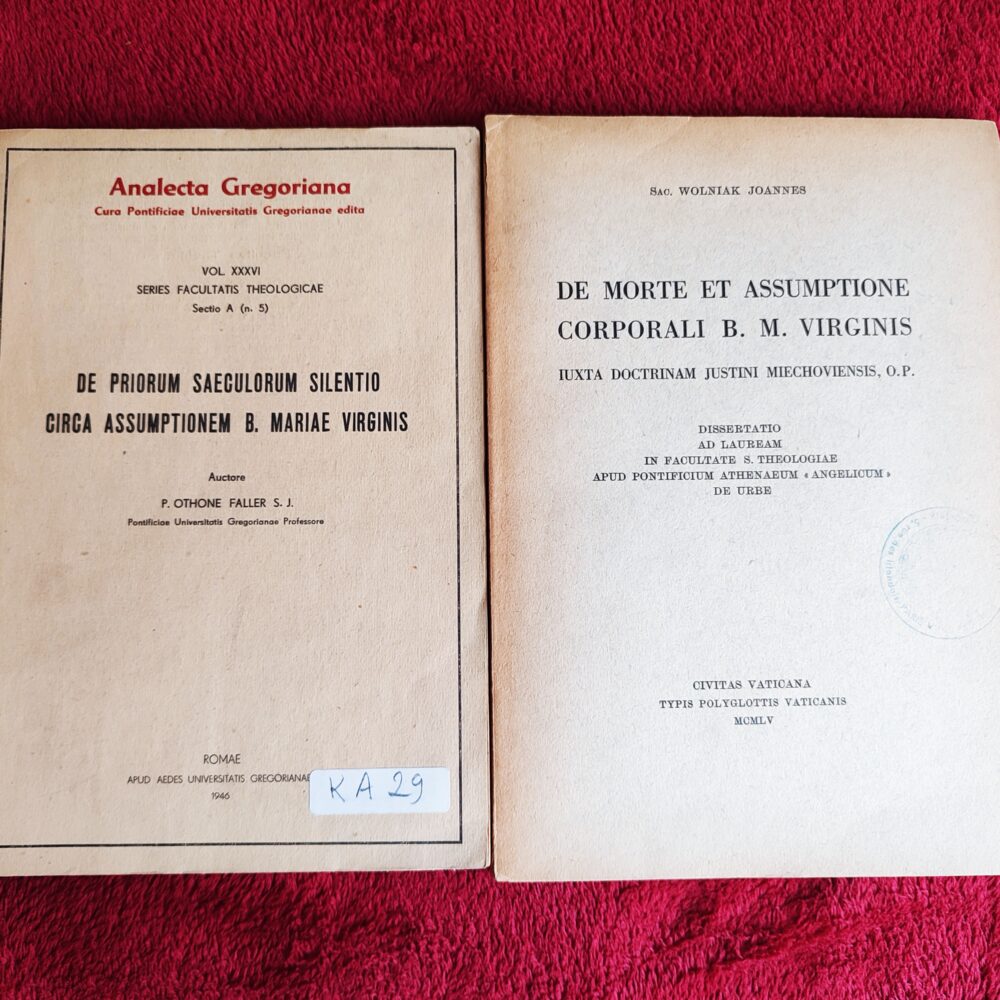 Analecta Gregoriana
Cura Pontificiae Universitatis Gregorianae edita
VOL. XXXVI
SERIES FACULTATIS THEOLOGICAE
Sectio A (n. 5)
DE PRIORUM SAECULORUM SILENTIO
CIRCA ASSUMPTIONEM B. MARIAE VIRGINIS
Auctore
P. OTHONE FALLER S. J.
Pontificiae Universitatis Gregorianae Professore
ROMAE
APUD AEDES UNIVERSITATIS GREGORIANAE
1946
KA 29
SAC. WOLNIAK JOANNES
DE MORTE ET ASSUMPTIONE
CORPORALI B. M. VIRGINIS
IUXTA DOCTRINAM JUSTINI MIECHOVIENSIS, O.P.
DISSERTATIO
AD LAUREAM
IN FACULTATE S. THEOLOGIAE
APUD PONTIFICIUM ATHENAEUM « ANGELICUM »
DE URBE
CIVITAS VATICANA
TYPIS POLYGLOTTIS VATICANIS
MCMLV